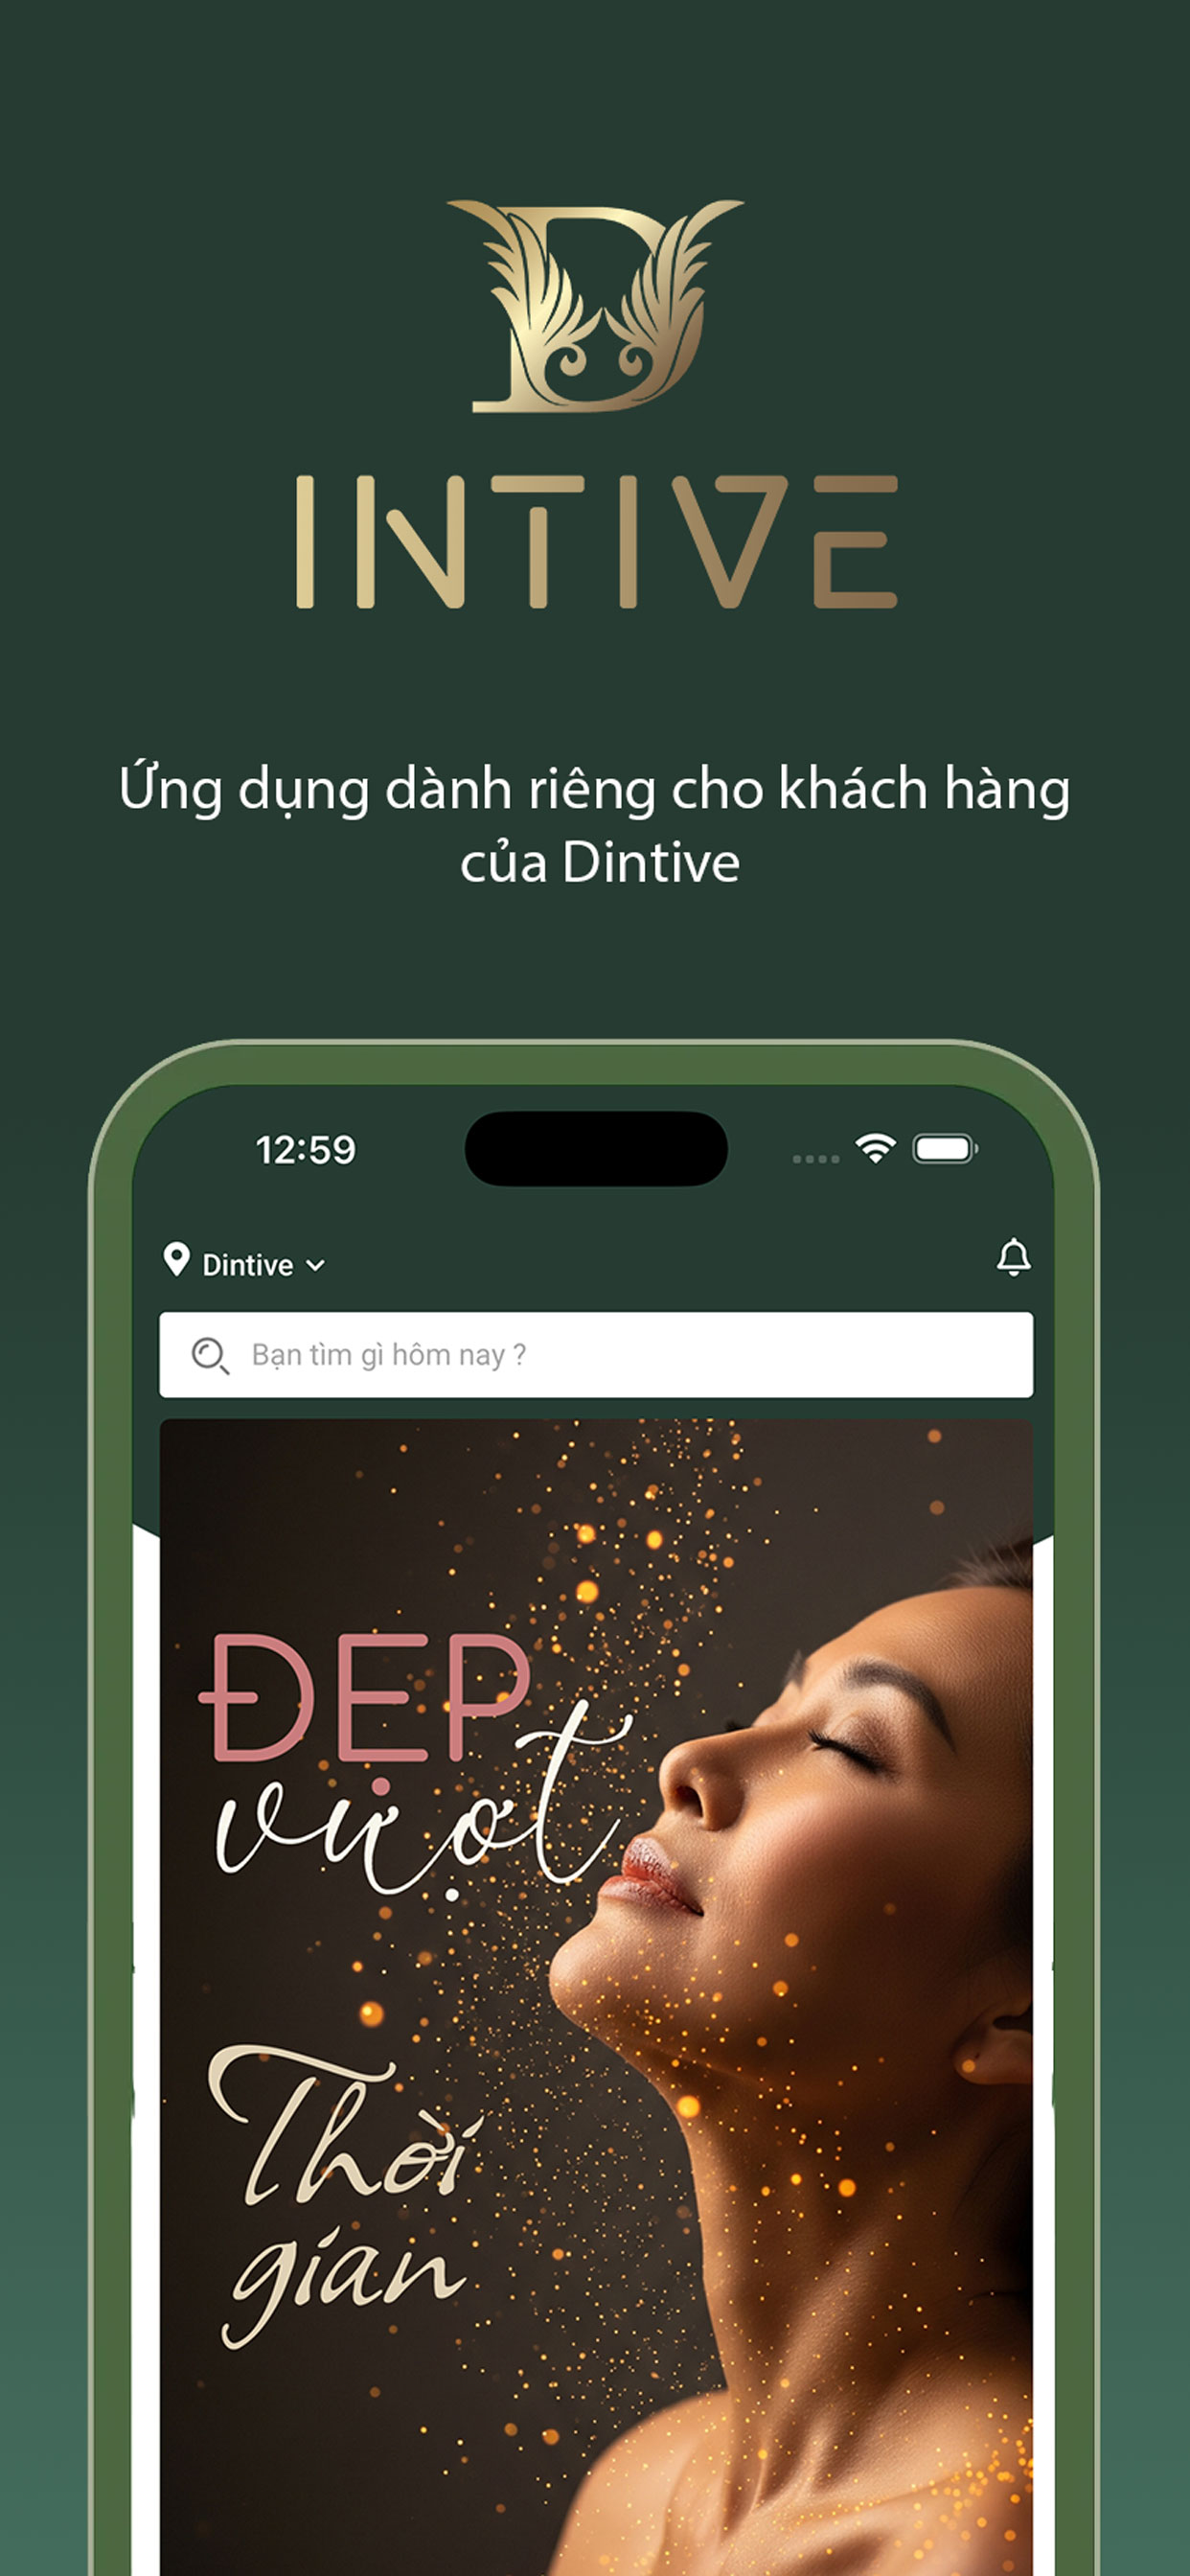 D
INTIVE
Ứng dụng dành riêng cho khách hàng
của Dintive
12:59
Dintive
Bạn tìm gì hôm nay ?
ĐẸP
vượt
Thời
gian